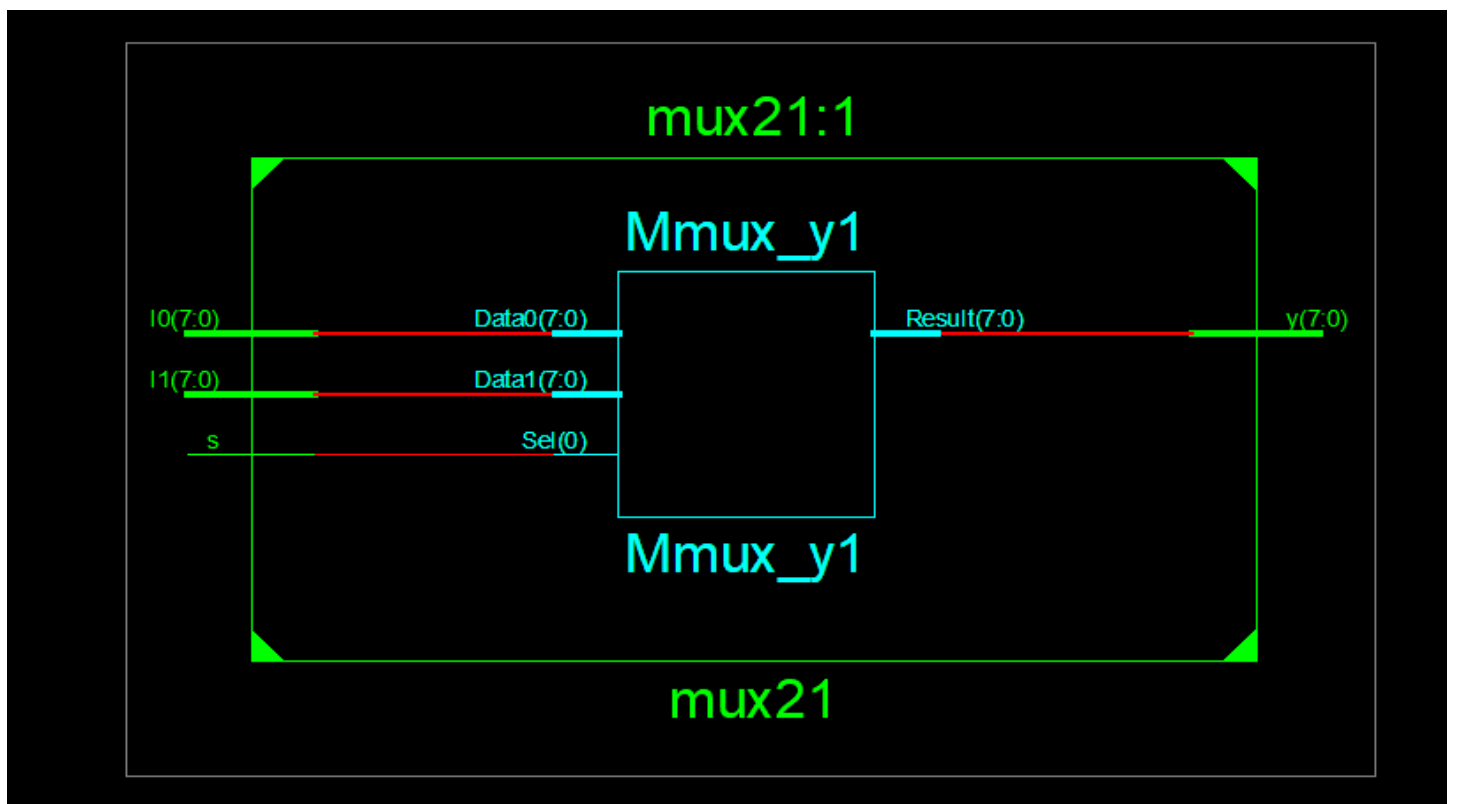 mux21:1
Mmux_y1
I0(7:0) Data0(7:0) Result(7:0) y(7:0)
I1(7:0) Data1(7:0)
s Sel(0)
Mmux_y1
mux21